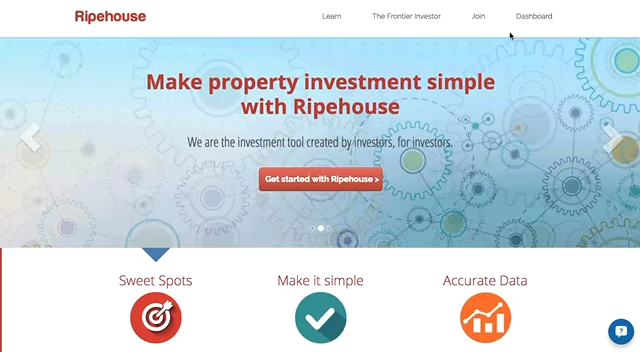 Ripehouse
Learn
The Frontier Investor
Join
Dashboard
Make property investment simple
with Ripehouse
We are the investment tool created by investors, for investors.
Get started with Ripehouse >
Sweet Spots
Make it simple
Accurate Data